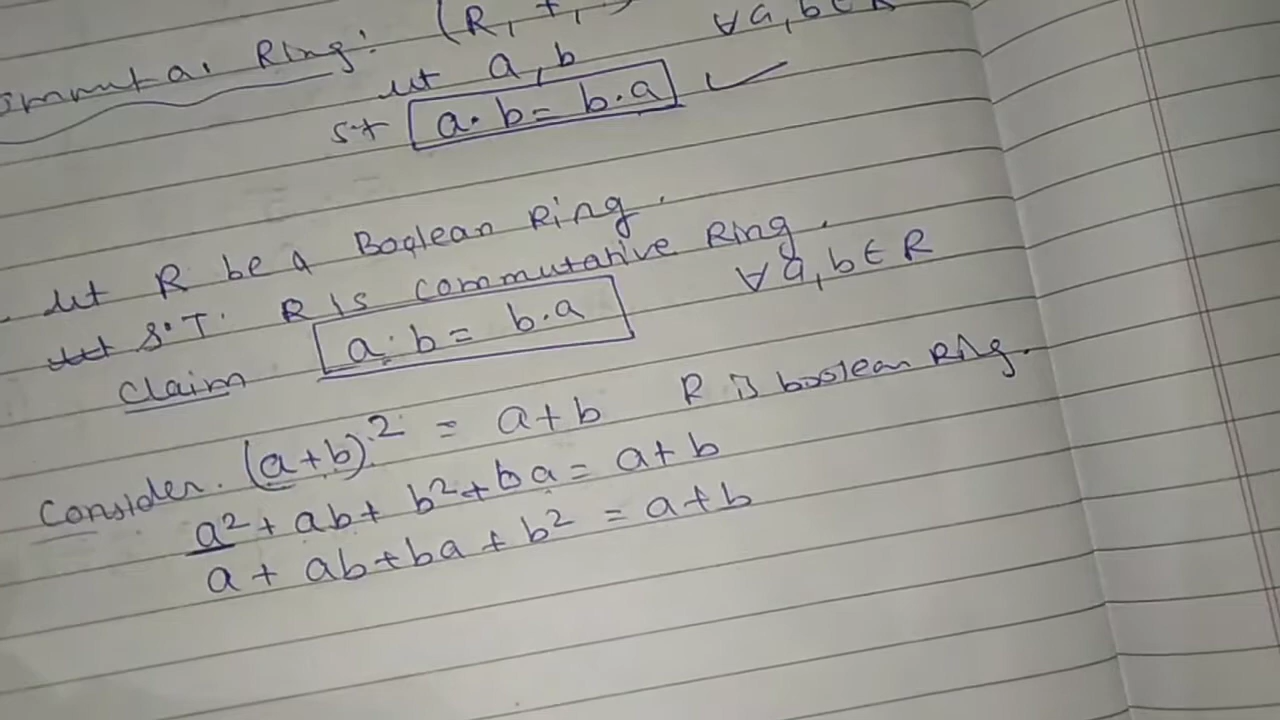 Ring: (R, +,
let a, b ∀ a, b ∈ R
s.t a. b = b. a
let R be a Boolean Ring.
S.T. R is commutative Ring.
Claim a. b = b. a ∀ a, b ∈ R
Consider. (a+b)² = a+b R is boolean Ring.
a² + ab + b² + ba = a+b
a + ab + ba + b² = a+b